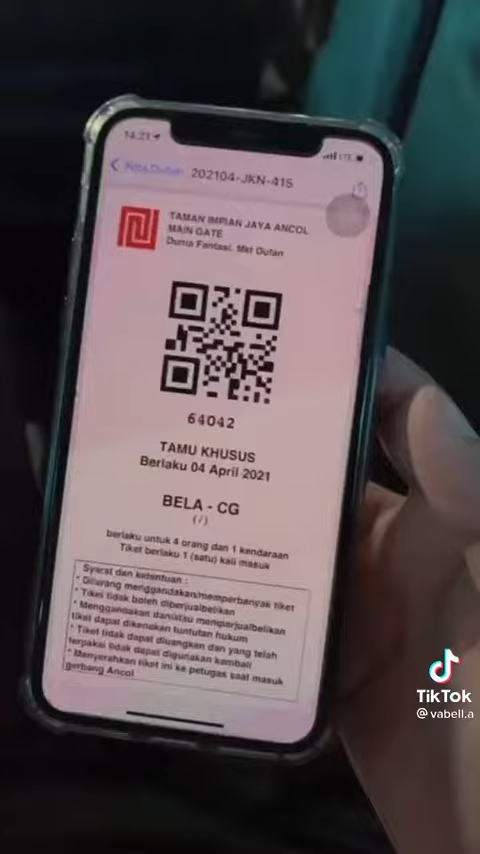 14.21
LTE
202104-JKN-415
TAMAN IMPIAN JAYA ANCOL
MAIN GATE
Dunia Fantasi, Mkt Dufan
64042
TAMU KHUSUS
Berlaku 04 April 2021
BELA - CG
(/)
berlaku untuk 4 orang dan 1 kendaraan
Tiket berlaku 1 (satu) kali masuk
Syarat dan ketentuan :
* Dilarang menggandakan/memperbanyak tiket
* Tiket tidak boleh diperjualbelikan
* Menggandakan dan/atau memperjualbelikan
tiket dapat dikenakan tuntutan hukum
* Tiket tidak dapat diuangkan dan yang telah
terpakai tidak dapat digunakan kembali
* Menyerahkan tiket ini ke petugas saat masuk
gerbang Ancol
TikTok
@vabell.a